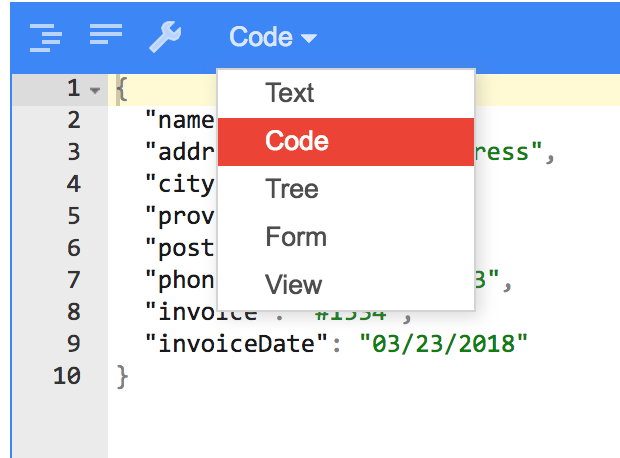 Code
Text
Code
Tree
Form
View
1 {
2 "name
3 "addr ress",
4 "city
5 "prov
6 "post
7 "phon 3",
8 "invoice": "#1534",
9 "invoiceDate": "03/23/2018"
10 }